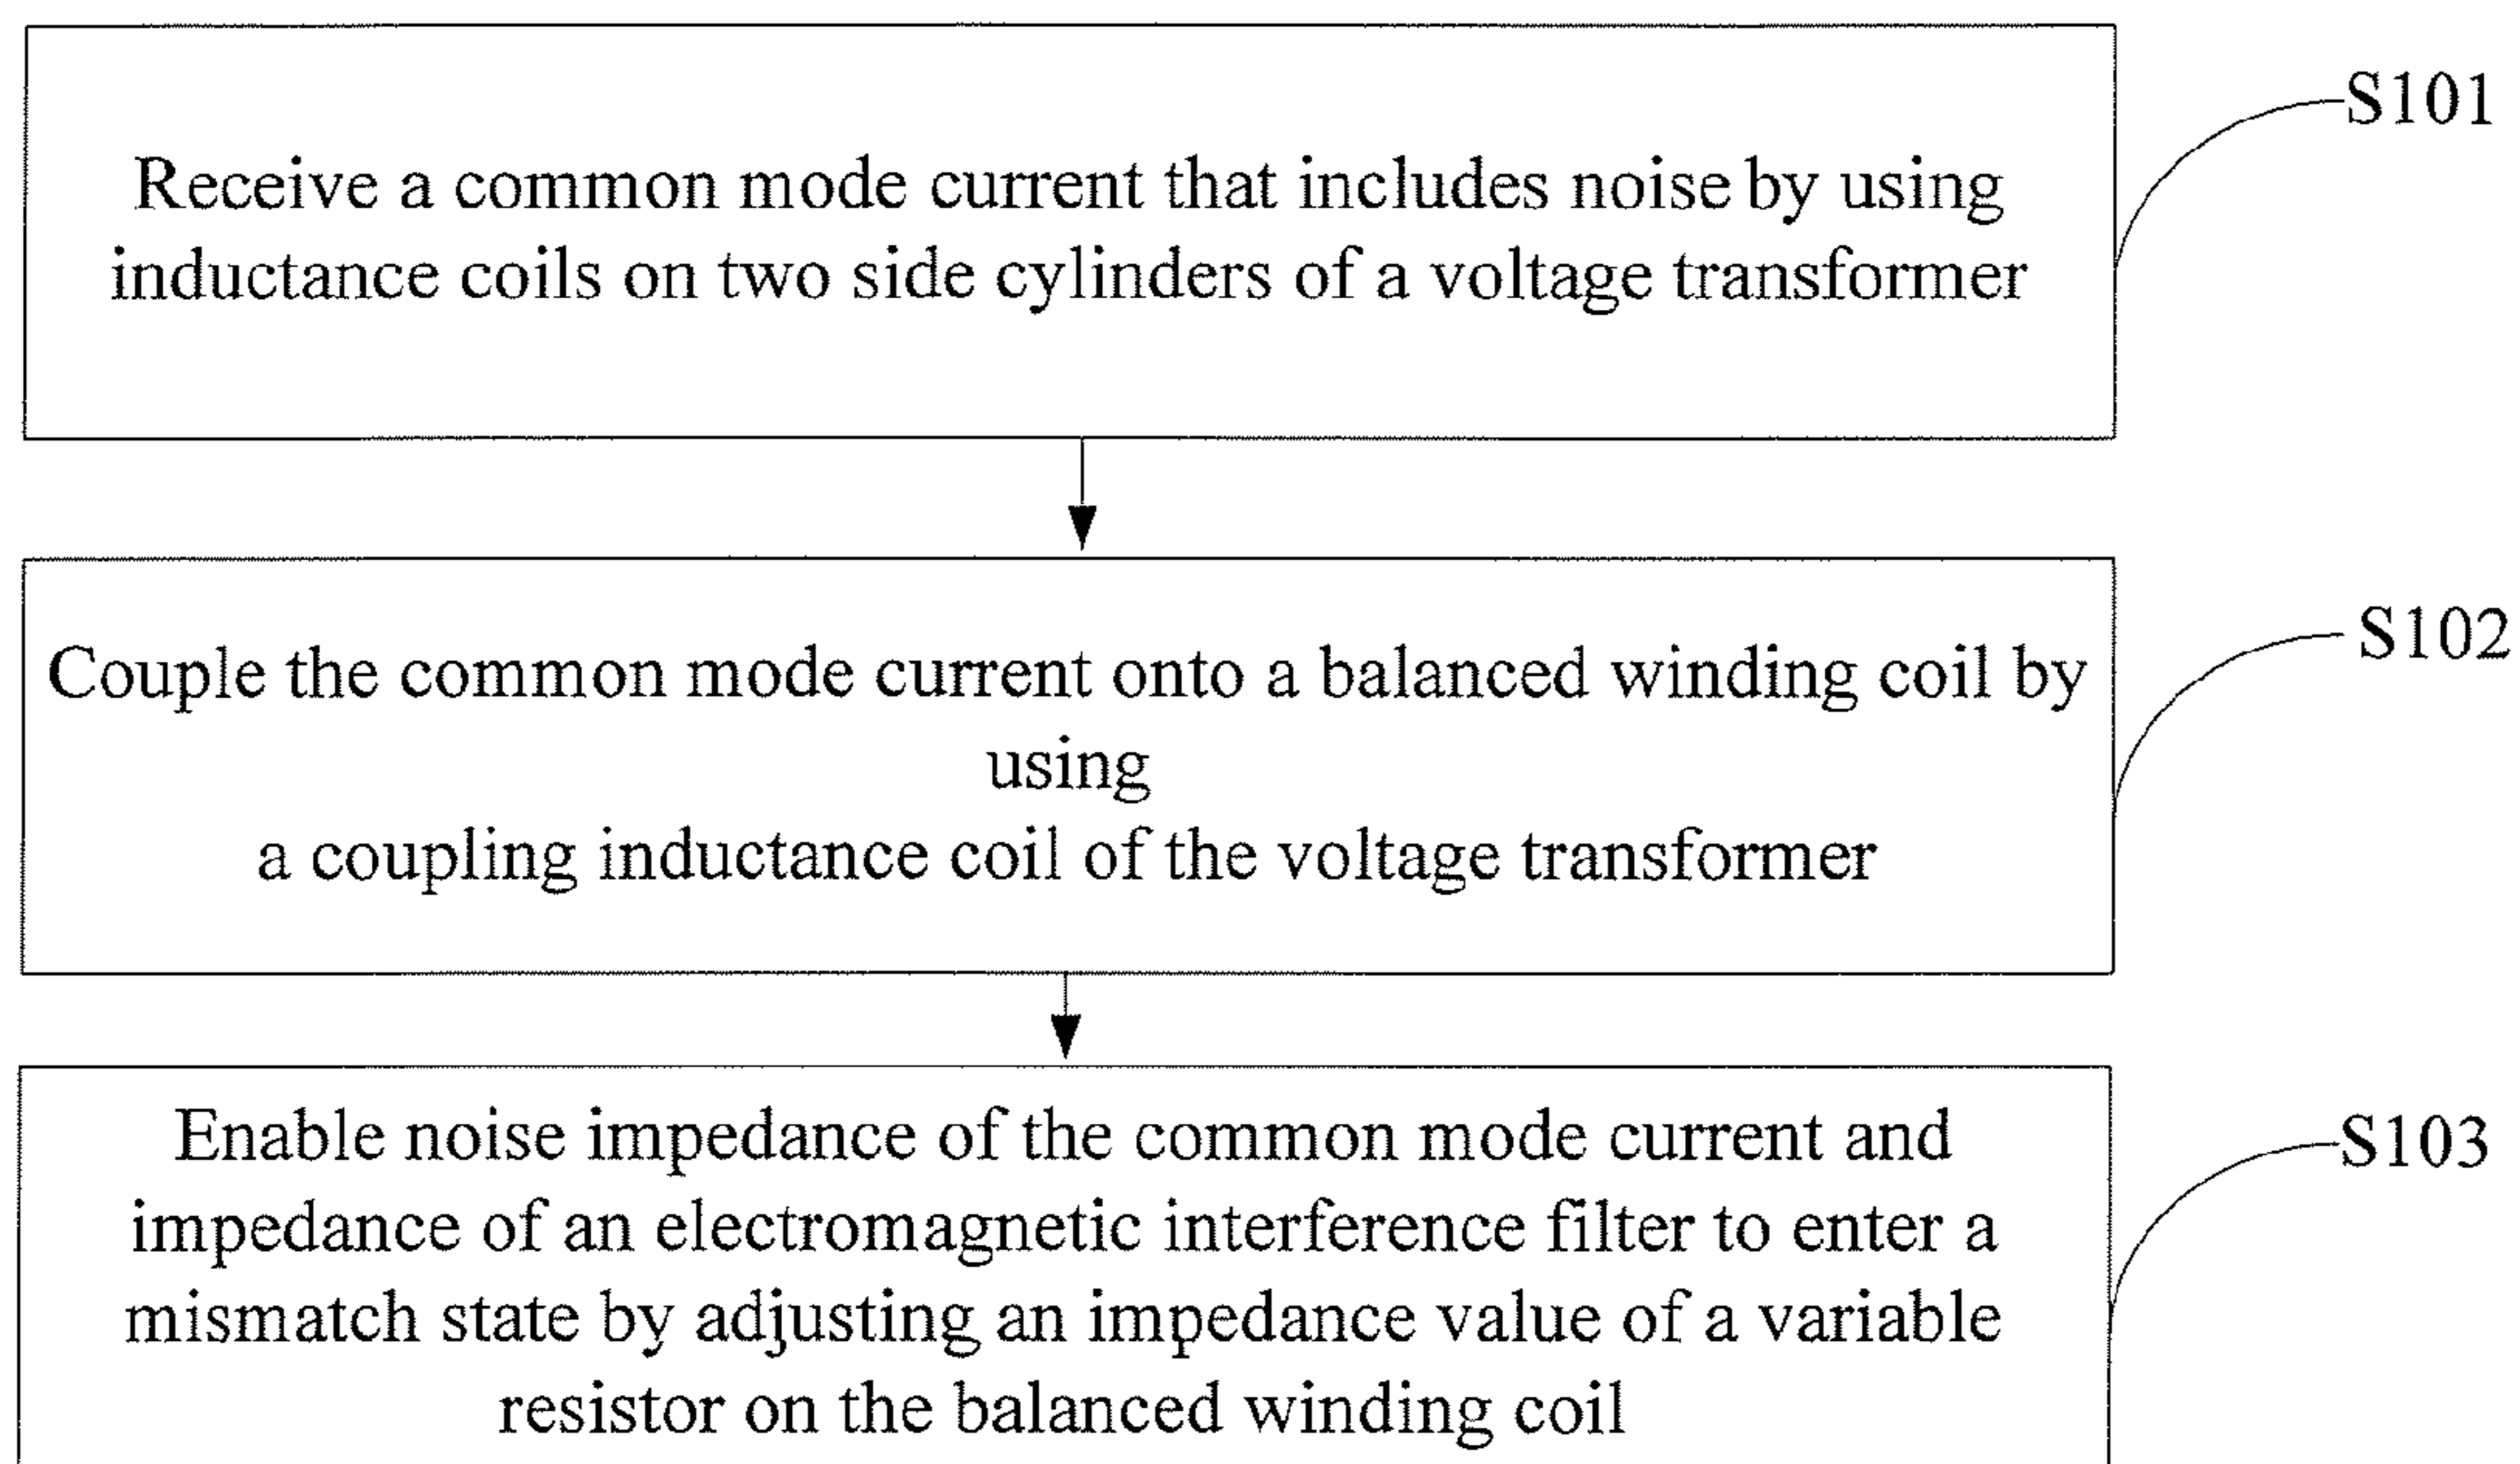 S101
Receive a common mode current that includes noise by using
inductance coils on two side cylinders of a voltage transformer
S102
Couple the common mode current onto a balanced winding coil by
using
a coupling inductance coil of the voltage transformer
S103
Enable noise impedance of the common mode current and
impedance of an electromagnetic interference filter to enter a
mismatch state by adjusting an impedance value of a variable
resistor on the balanced winding coil